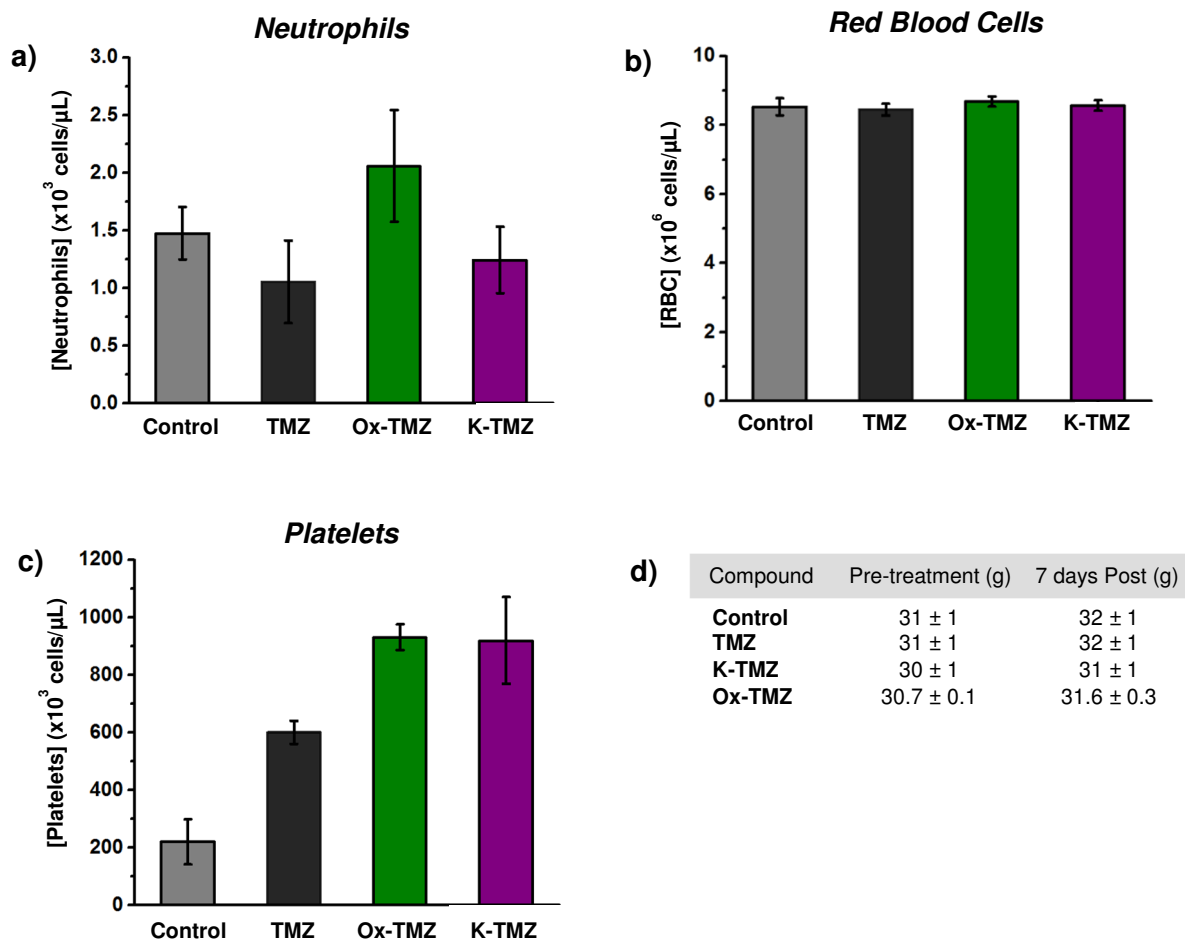 a)
Neutrophils
[Neutrophils] (x10³ cells/µL)
3.0
2.5
2.0
1.5
1.0
0.5
0.0
Control TMZ Ox-TMZ K-TMZ
b)
Red Blood Cells
[RBC] (x10⁶ cells/µL)
10
8
6
4
2
0
Control TMZ Ox-TMZ K-TMZ
c)
Platelets
[Platelets] (x10³ cells/µL)
1200
1000
800
600
400
200
0
Control TMZ Ox-TMZ K-TMZ
d)
Compound Pre-treatment (g) 7 days Post (g)
Control 31 ± 1 32 ± 1
TMZ 31 ± 1 32 ± 1
K-TMZ 30 ± 1 31 ± 1
Ox-TMZ 30.7 ± 0.1 31.6 ± 0.3